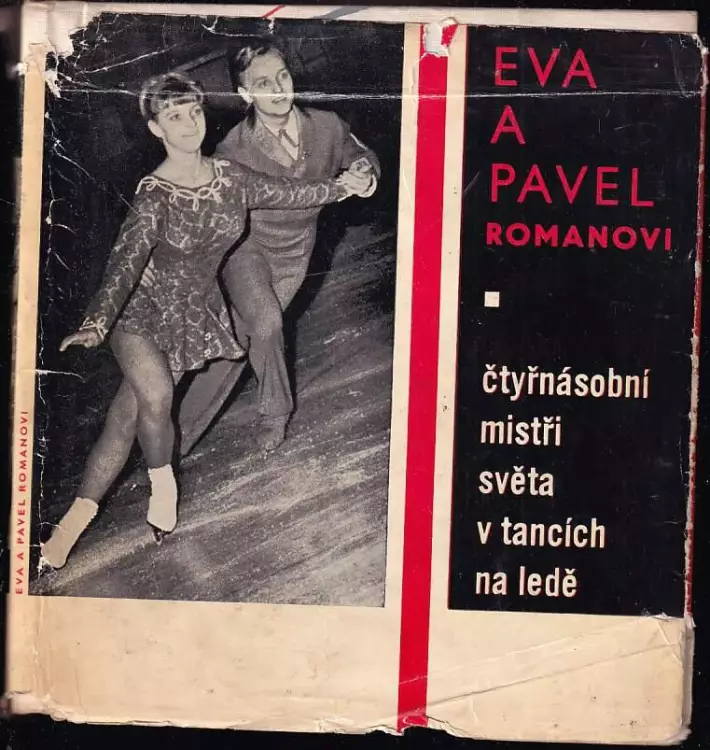 EVA
A
PAVEL
ROMANOVI
čtyřnásobní
mistři
světa
v tancích
na ledě
EVA A PAVEL ROMANOVI